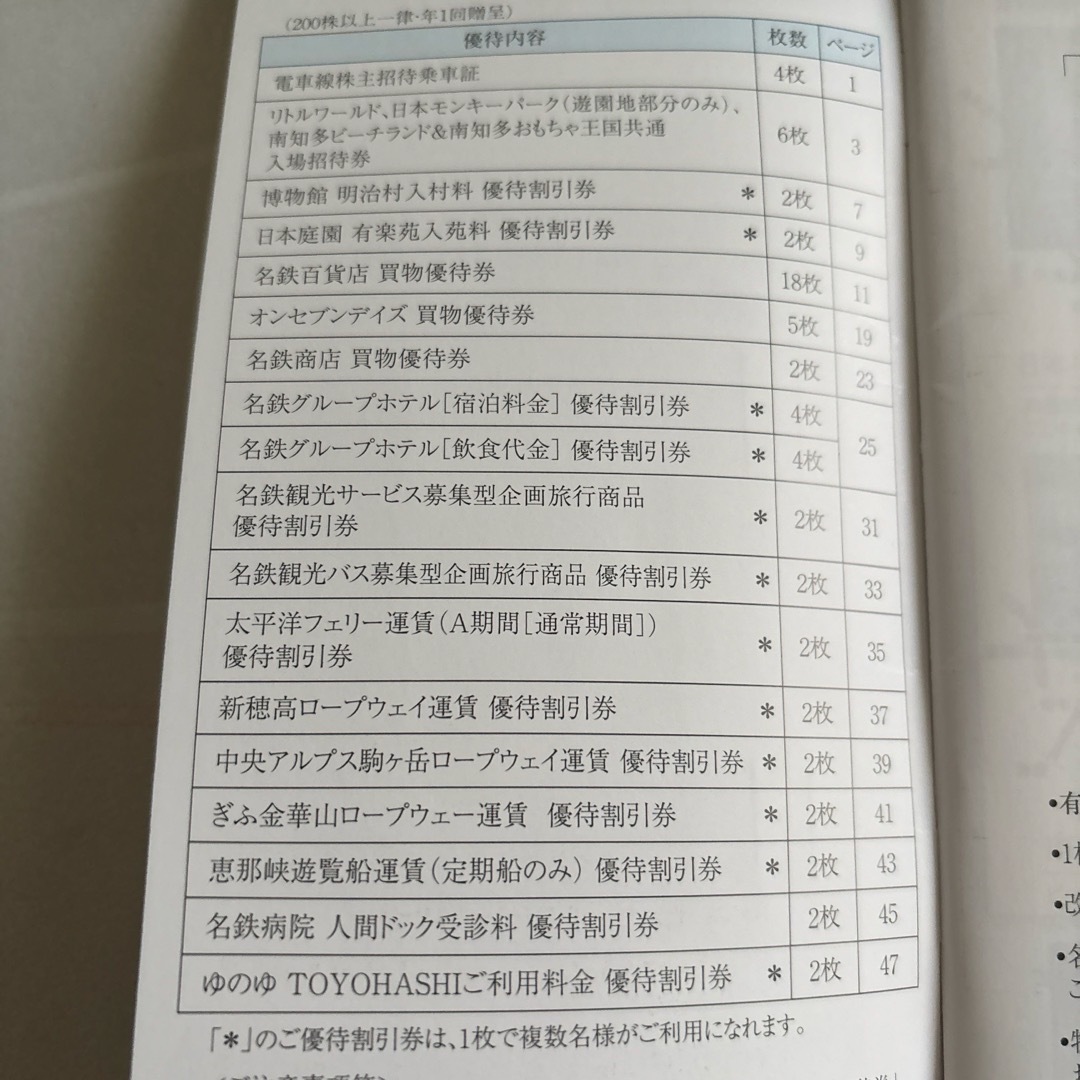 (200株以上一律・年1回贈呈)
優待内容 枚数 ページ
電車線株主招待乗車証 4枚 1
リトルワールド、日本モンキーパーク(遊園地部分のみ)、
南知多ビーチランド&南知多おもちゃ王国共通
入場招待券 6枚 3
博物館 明治村入村料 優待割引券 * 2枚 7
日本庭園 有楽苑入苑料 優待割引券 * 2枚 9
名鉄百貨店 買物優待券 18枚 11
オンセブンデイズ 買物優待券 5枚 19
名鉄商店 買物優待券 2枚 23
名鉄グループホテル[宿泊料金] 優待割引券 * 4枚 25
名鉄グループホテル[飲食代金] 優待割引券 * 4枚
名鉄観光サービス募集型企画旅行商品
優待割引券 * 2枚 31
名鉄観光バス募集型企画旅行商品 優待割引券 * 2枚 33
太平洋フェリー運賃(A期間[通常期間])
優待割引券 * 2枚 35
新穂高ロープウェイ運賃 優待割引券 * 2枚 37
中央アルプス駒ヶ岳ロープウェイ運賃 優待割引券 * 2枚 39
ぎふ金華山ロープウェー運賃 優待割引券 * 2枚 41
恵那峡遊覧船運賃(定期船のみ) 優待割引券 * 2枚 43
名鉄病院 人間ドック受診料 優待割引券 2枚 45
ゆのゆ TOYOHASHIご利用料金 優待割引券 * 2枚 47
「*」のご優待割引券は、1枚で複数名様がご利用になれます。
•有
•1枚
•改
•名